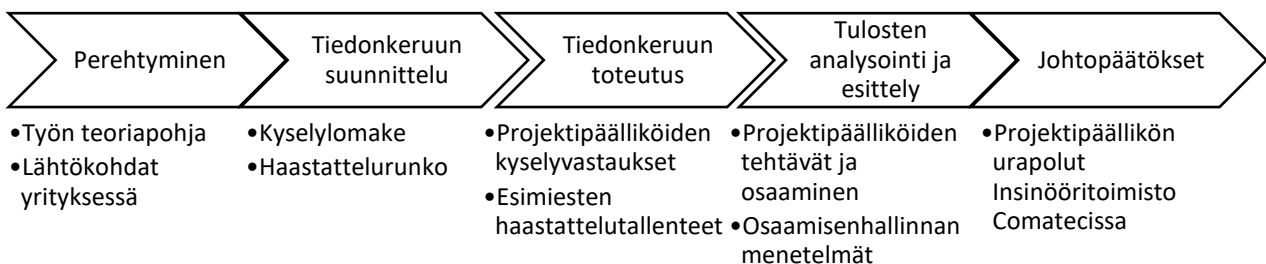 Perehtyminen
Tiedonkeruun
suunnittelu
Tiedonkeruun
toteutus
Tulosten
analysointi ja
esittely
Johtopäätökset
•Työn teoriapohja
•Lähtökohdat
yrityksessä
•Kyselylomake
•Haastattelurunko
•Projektipäälliköiden
kyselyvastaukset
•Esimiesten
haastattelutallenteet
•Projektipäälliköiden
tehtävät ja
osaaminen
•Osaamisenhallinnan
menetelmät
•Projektipäällikön
urapolut
Insinööritoimisto
Comatecissa